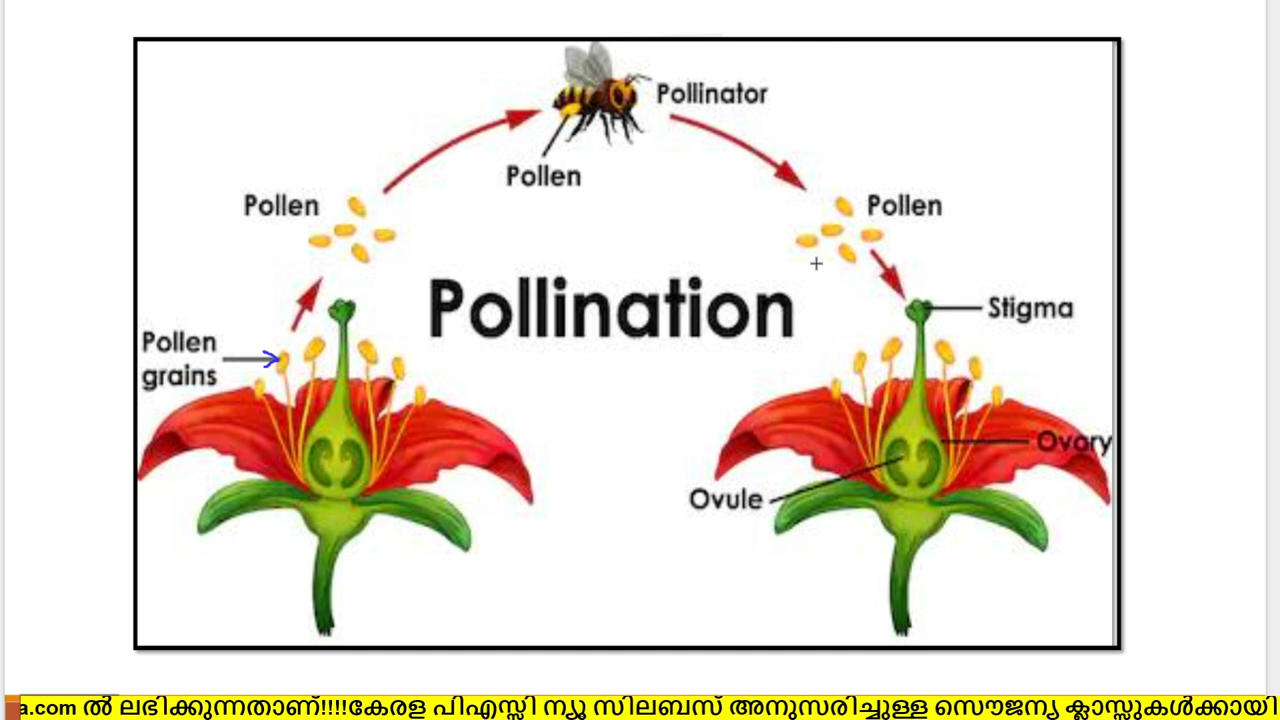 Pollinator
Pollen
Pollen
Pollen
Pollination
Stigma
Pollen
grains
Ovary
Ovule
a.com ൽ ലഭിക്കുന്നതാണ്!!!!കേരള പിഎസ്സി ന്യൂ സിലബസ് അനുസരിച്ചുള്ള സൌജന്യ ക്ലാസ്സുകൾക്കായി